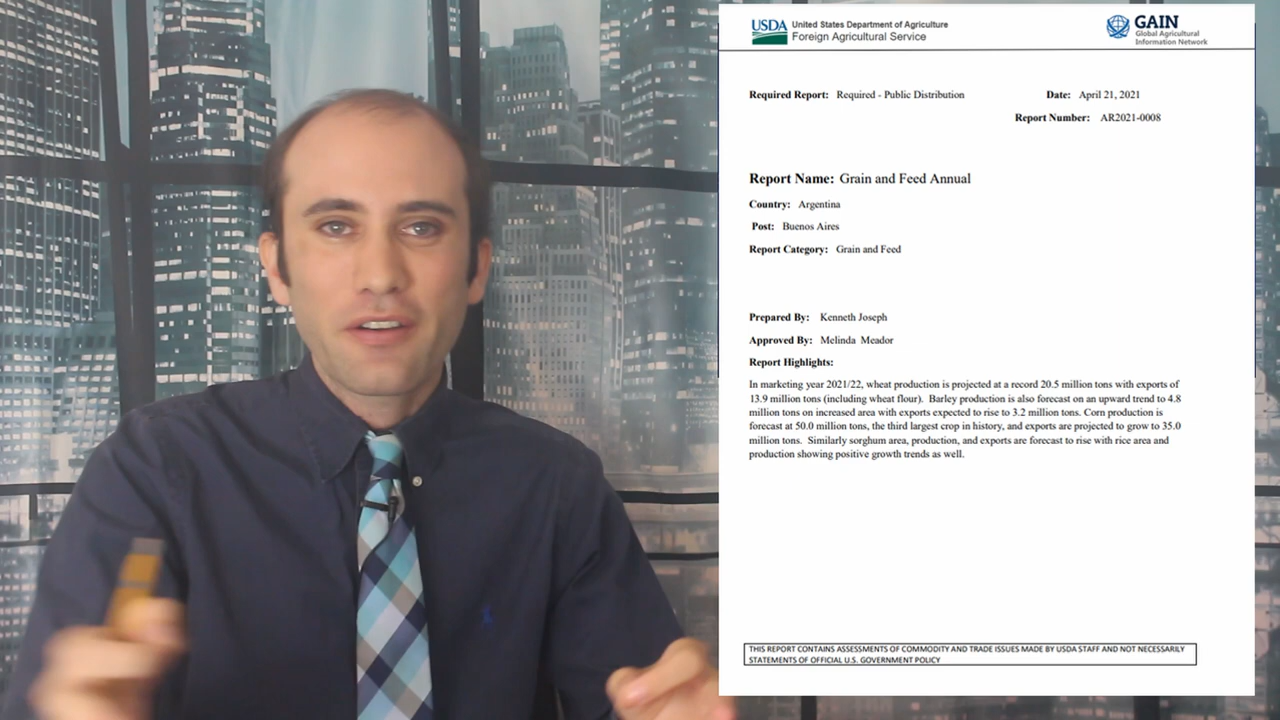 USDA United States Department of Agriculture
Foreign Agricultural Service
GAIN
Global Agricultural
Information Network
Required Report: Required - Public Distribution
Date: April 21, 2021
Report Number: AR2021-0008
Report Name: Grain and Feed Annual
Country: Argentina
Post: Buenos Aires
Report Category: Grain and Feed
Prepared By: Kenneth Joseph
Approved By: Melinda Meador
Report Highlights:
In marketing year 2021/22, wheat production is projected at a record 20.5 million tons with exports of
13.9 million tons (including wheat flour). Barley production is also forecast on an upward trend to 4.8
million tons on increased area with exports expected to rise to 3.2 million tons. Corn production is
forecast at 50.0 million tons, the third largest crop in history, and exports are projected to grow to 35.0
million tons. Similarly sorghum area, production, and exports are forecast to rise with rice area and
production showing positive growth trends as well.
THIS REPORT CONTAINS ASSESSMENTS OF COMMODITY AND TRADE ISSUES MADE BY USDA STAFF AND NOT NECESSARILY
STATEMENTS OF OFFICIAL U.S. GOVERNMENT POLICY